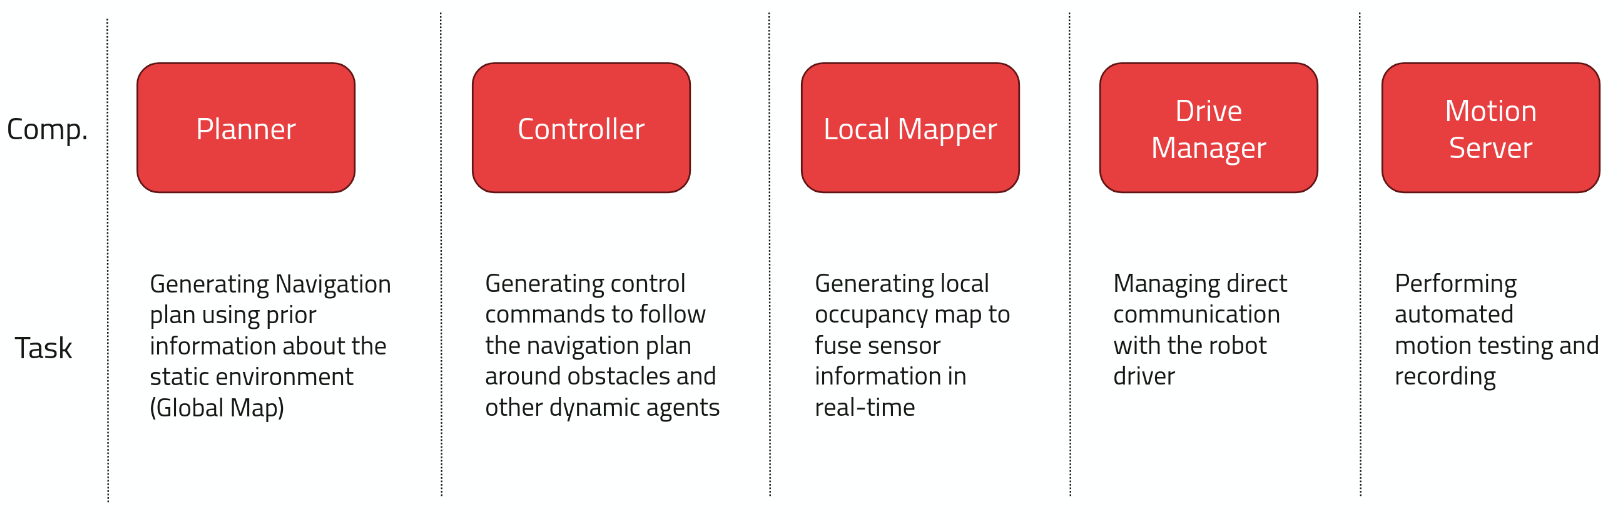 Comp.
Planner
Controller
Local Mapper
Drive
Manager
Motion
Server
Task
Generating Navigation
plan using prior
information about the
static environment
(Global Map)
Generating control
commands to follow
the navigation plan
around obstacles and
other dynamic agents
Generating local
occupancy map to
fuse sensor
information in
real-time
Managing direct
communication
with the robot
driver
Performing
automated
motion testing and
recording